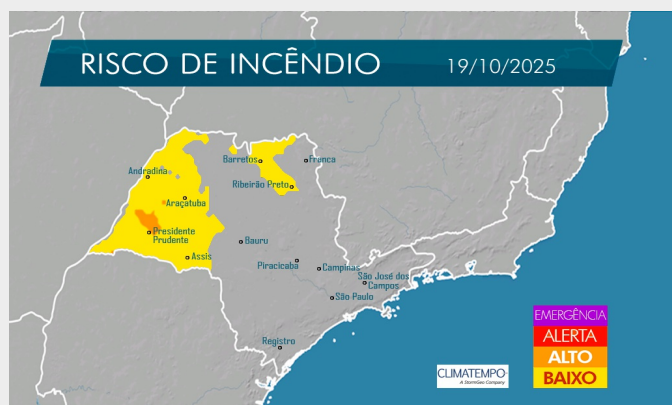 RISCO DE INCÊNDIO 19/10/2025
Barretos
Franca
Andradina
Ribeirão Preto
Araçatuba
Presidente
Prudente
Bauru
Assis
Piracicaba
Campinas
São José dos
Campos
São Paulo
Registro
EMERGÊNCIA
ALERTA
ALTO
BAIXO
CLIMATEMPO
A StormGeo Company